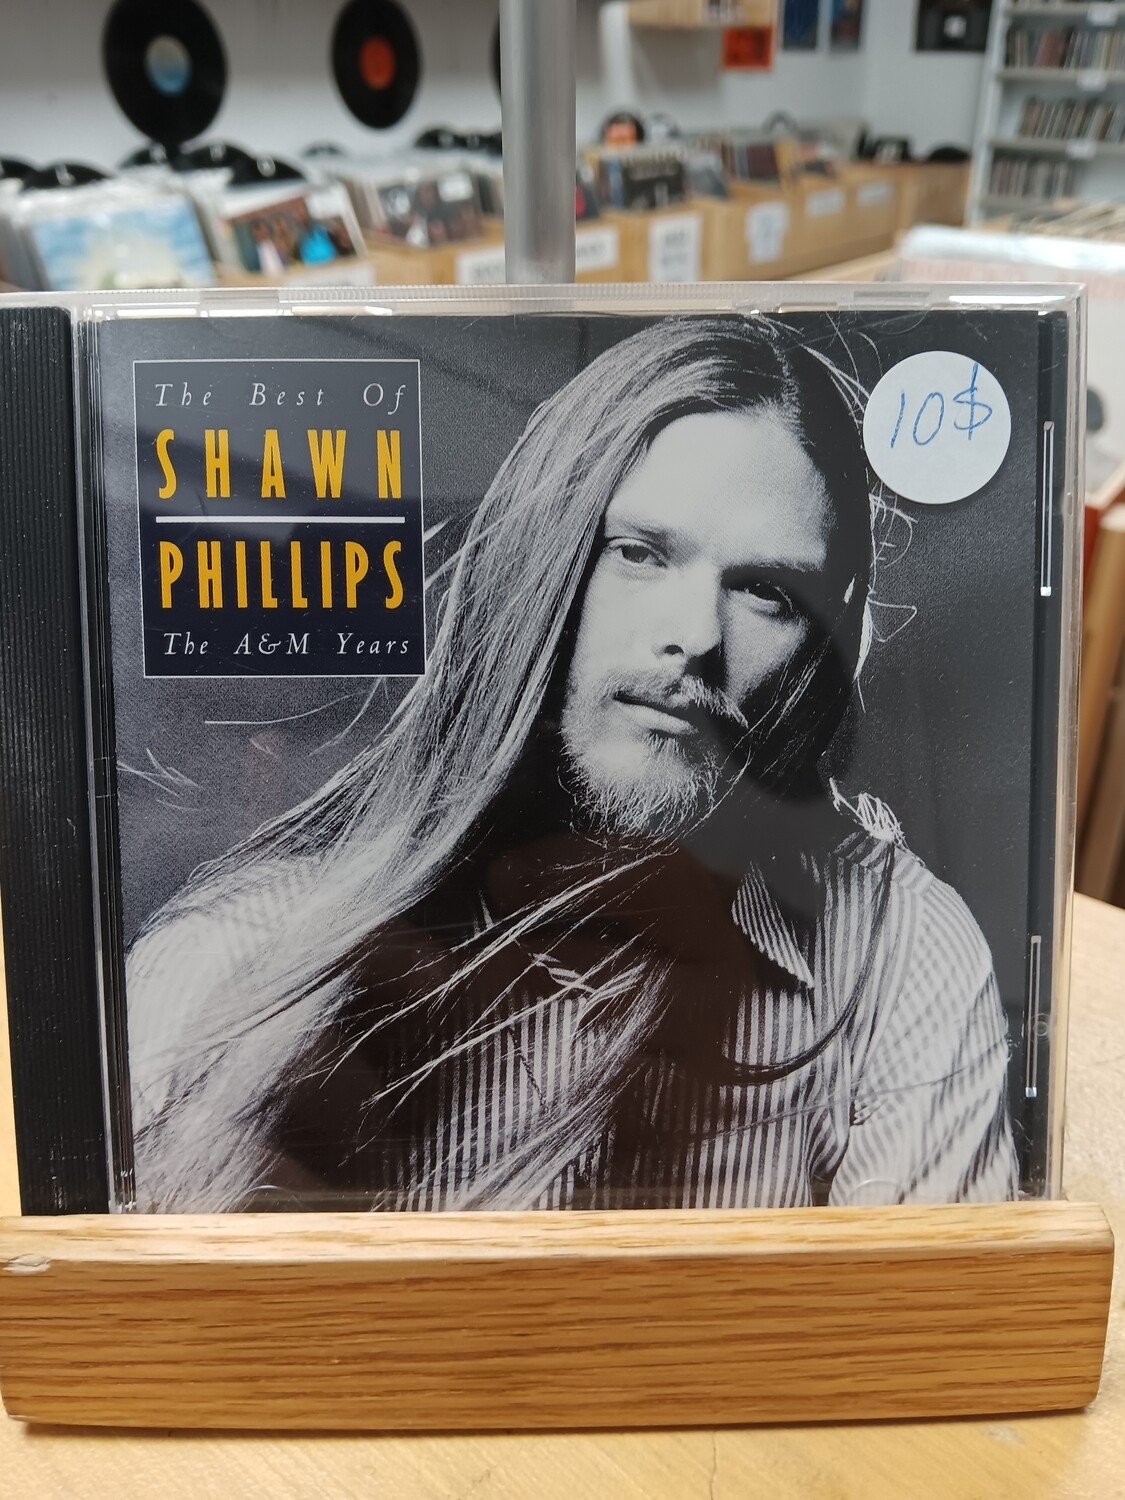 The Best Of
SHAWN
PHILLIPS
The A&M Years
10$